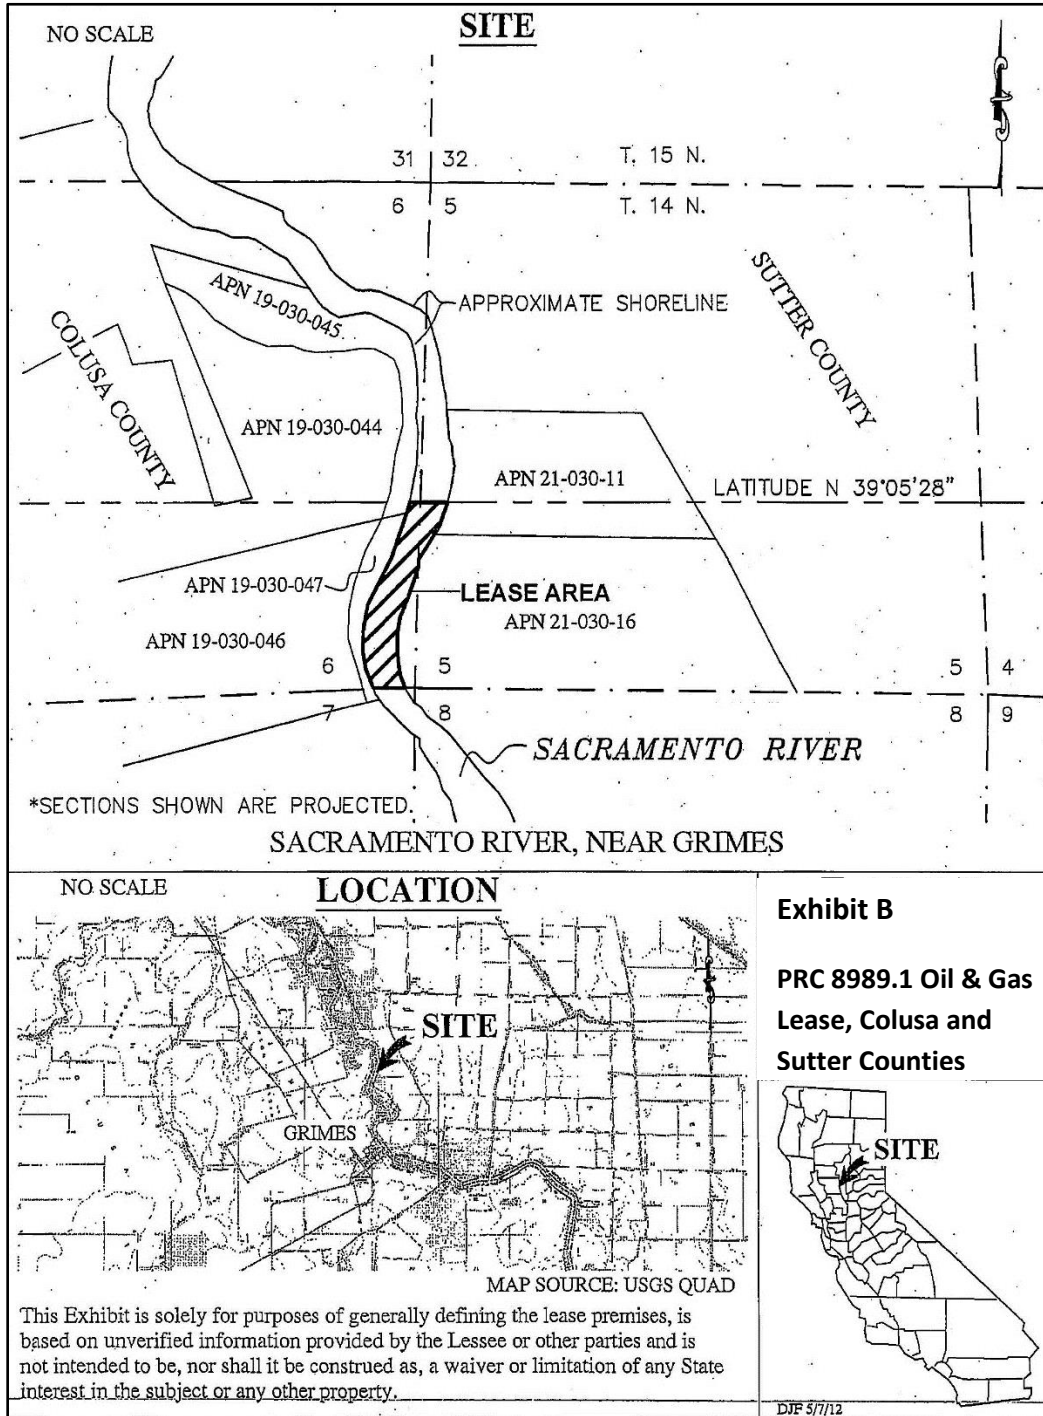 SITE
NO SCALE
31 32 T. 15 N.
6 5 T. 14 N.
APN 19-030-045
APPROXIMATE SHORELINE
SUTTER COUNTY
COLUSA COUNTY
APN 19-030-044
APN 21-030-11
LATITUDE N 39°05'28"
APN 19-030-047
LEASE AREA
APN 21-030-16
APN 19-030-046
6 5 5 4
7 8 8 9
SACRAMENTO RIVER
*SECTIONS SHOWN ARE PROJECTED.
SACRAMENTO RIVER, NEAR GRIMES
NO SCALE
LOCATION
SITE
GRIMES
MAP SOURCE: USGS QUAD
This Exhibit is solely for purposes of generally defining the lease premises, is
based on unverified information provided by the Lessee or other parties and is
not intended to be, nor shall it be construed as, a waiver or limitation of any State
interest in the subject or any other property.
Exhibit B
PRC 8989.1 Oil & Gas
Lease, Colusa and
Sutter Counties
SITE
DJF 5/7/12